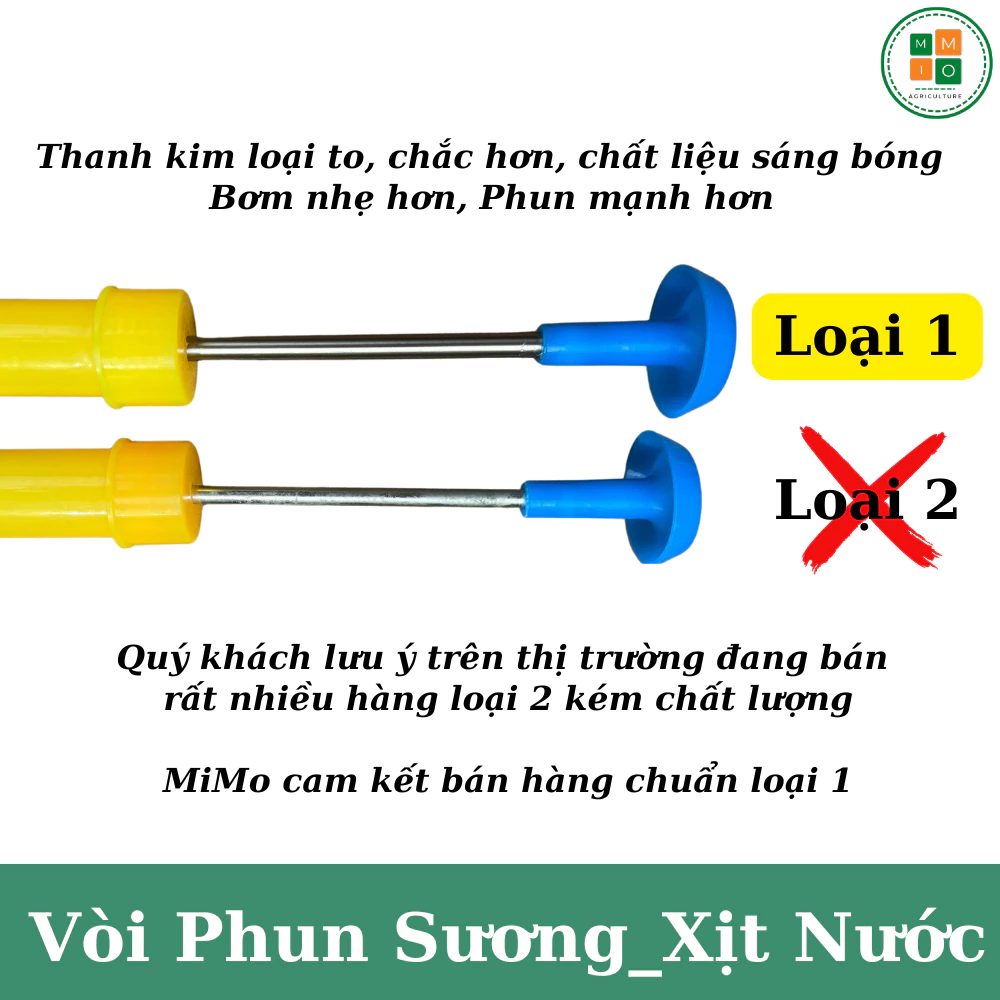 M M
I O
AGRICULTURE
Thanh kim loại to, chắc hơn, chất liệu sáng bóng
Bơm nhẹ hơn, Phun mạnh hơn
Loại 1
Loại 2
Quý khách lưu ý trên thị trường đang bán
rất nhiều hàng loại 2 kém chất lượng
MiMo cam kết bán hàng chuẩn loại 1
Vòi Phun Sương_Xịt Nước